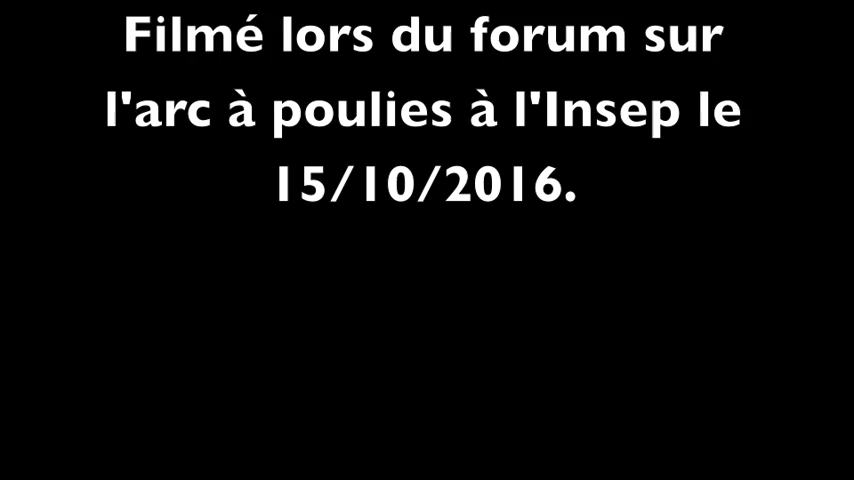 Filmé lors du forum sur
l'arc à poulies à l'Insep le
15/10/2016.